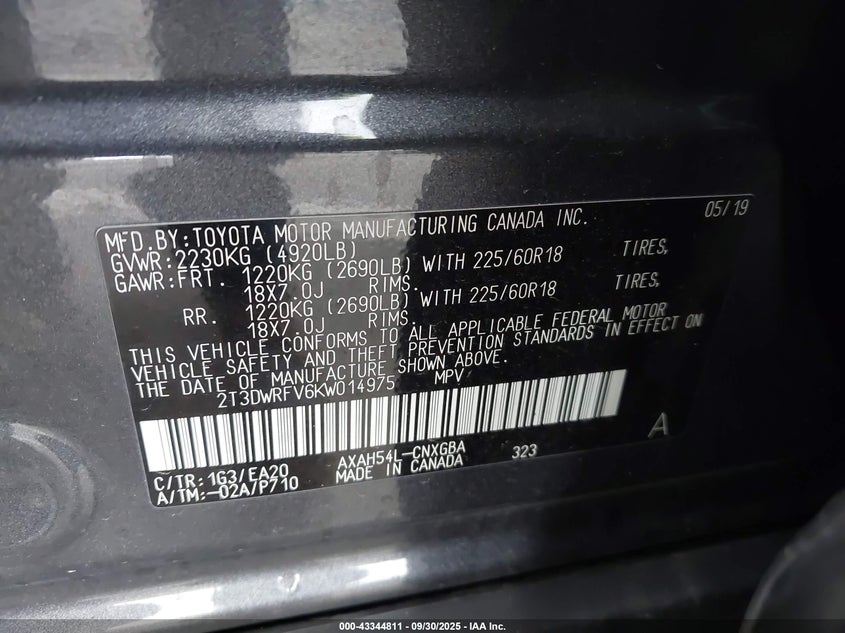 MFD.BY:TOYOTA MOTOR MANUFACTURING CANADA INC. 05/19
GVWR:2230KG (4920LB)
GAWR:FRT. 1220KG (2690LB) WITH 225/60R18 TIRES,
18X7.0J RIMS.
RR. 1220KG (2690LB) WITH 225/60R18 TIRES,
18X7.0J RIMS.
THIS VEHICLE CONFORMS TO ALL APPLICABLE FEDERAL MOTOR
VEHICLE SAFETY AND THEFT PREVENTION STANDARDS IN EFFECT ON
THE DATE OF MANUFACTURE SHOWN ABOVE.
2T3DWRFV6KW014975 MPV
A
C/TR:1G3/EA20 AXAH54L-CNXGBA 323
A/TM:-02A/P710 MADE IN CANADA
000-43344811 - 09/30/2025 - IAA Inc.